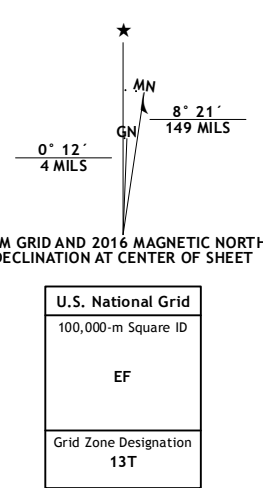 ★
MN
8° 21´
149 MILS
GN
0° 12´
4 MILS
M GRID AND 2016 MAGNETIC NORTH
DECLINATION AT CENTER OF SHEET
U.S. National Grid
100,000-m Square ID
EF
Grid Zone Designation
13T